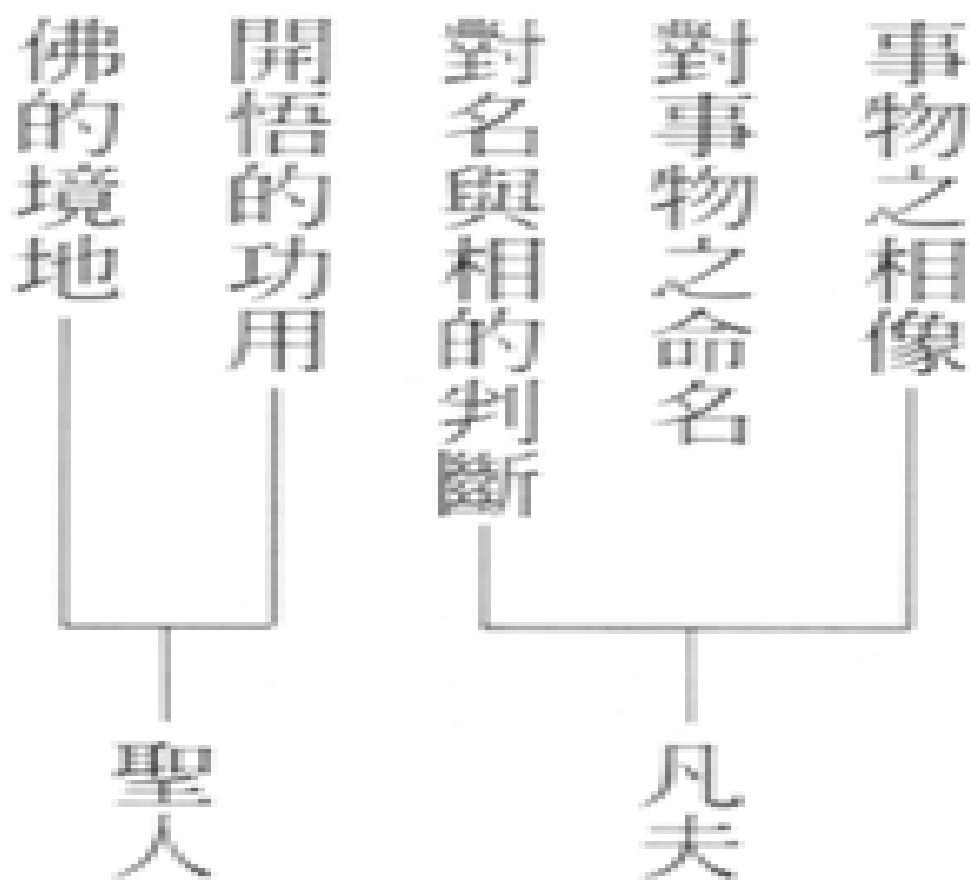 事物之相像
對事物之命名
對名與相的判斷
開悟的功用
佛的境地
凡夫
聖人